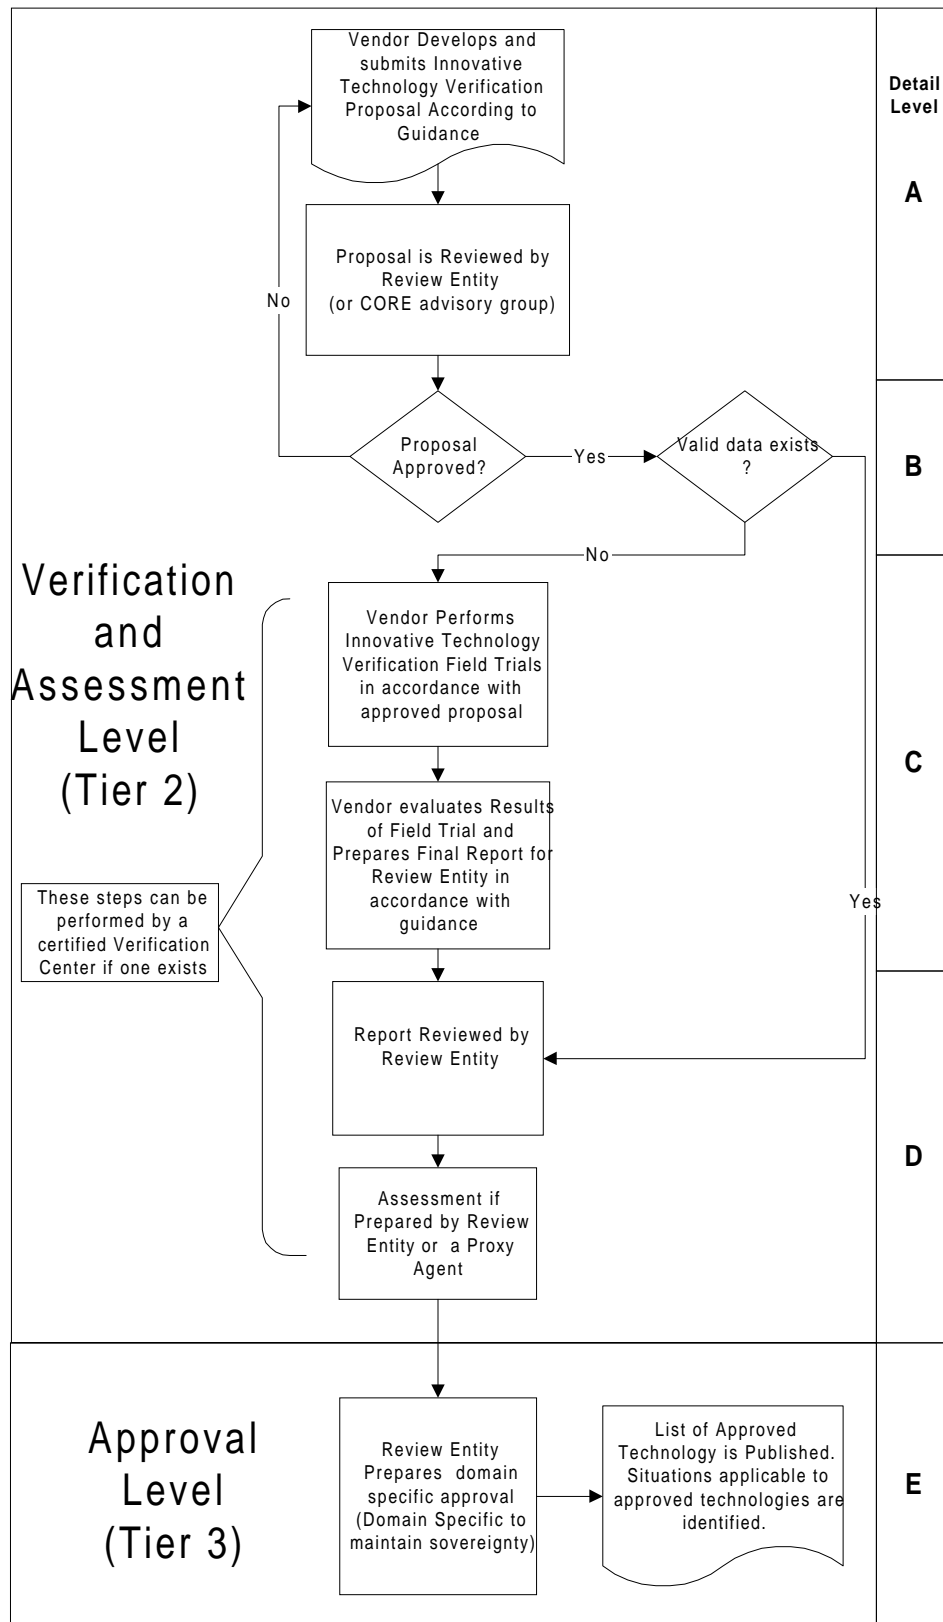 Vendor Develops and
submits Innovative
Technology Verification
Proposal According to
Guidance
Detail
Level
A
Proposal is Reviewed by
Review Entity
(or CORE advisory group)
No
Proposal
Approved?
Yes
Valid data exists
?
B
No
Verification
and
Assessment
Level
(Tier 2)
Vendor Performs
Innovative Technology
Verification Field Trials
in accordance with
approved proposal
C
Vendor evaluates Results
of Field Trial and
Prepares Final Report for
Review Entity in
accordance with
guidance
Yes
These steps can be
performed by a
certified Verification
Center if one exists
Report Reviewed by
Review Entity
D
Assessment if
Prepared by Review
Entity or a Proxy
Agent
Approval
Level
(Tier 3)
Review Entity
Prepares domain
specific approval
(Domain Specific to
maintain sovereignty)
List of Approved
Technology is Published.
Situations applicable to
approved technologies are
identified.
E